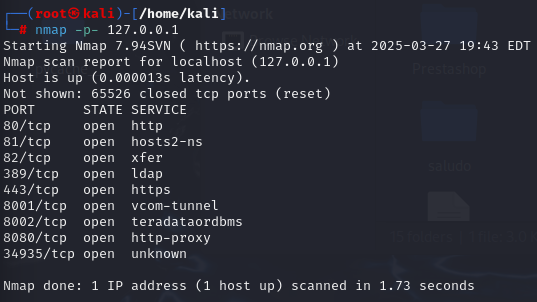 ┌──(root㉿kali)-[/home/kali]
└─# nmap -p- 127.0.0.1
Starting Nmap 7.94SVN ( https://nmap.org ) at 2025-03-27 19:43 EDT
Nmap scan report for localhost (127.0.0.1)
Host is up (0.000013s latency).
Not shown: 65526 closed tcp ports (reset)
PORT      STATE SERVICE
80/tcp    open  http
81/tcp    open  hosts2-ns
82/tcp    open  xfer
389/tcp   open  ldap
443/tcp   open  https
8001/tcp  open  vcom-tunnel
8002/tcp  open  teradataordbms
8080/tcp  open  http-proxy
34935/tcp open  unknown
Nmap done: 1 IP address (1 host up) scanned in 1.73 seconds
Prestashop
saludo